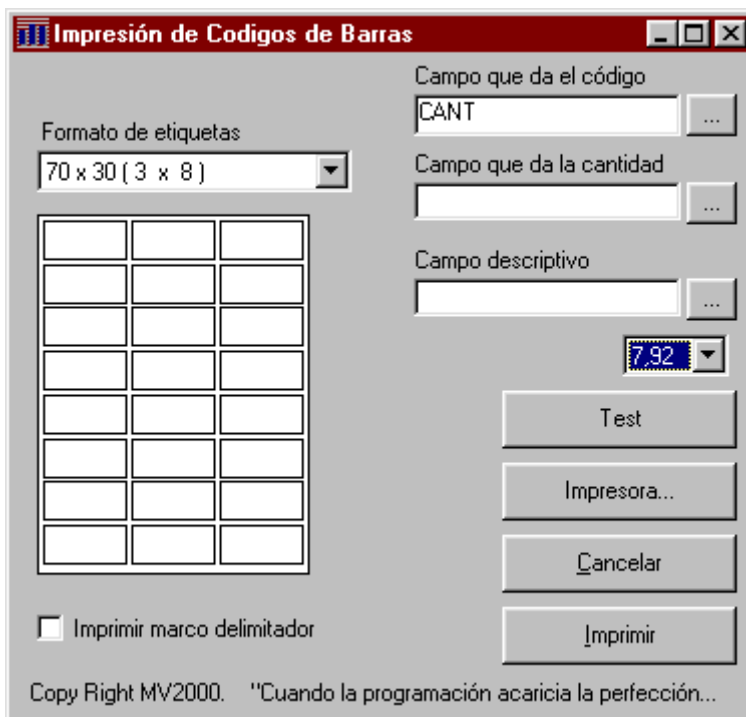 Impresión de Codigos de Barras
Campo que da el código
CANT
...
Formato de etiquetas
70 x 30 ( 3 x 8 )
Campo que da la cantidad
...
Campo descriptivo
...
7,92
Test
Impresora...
Cancelar
Imprimir marco delimitador
Imprimir
Copy Right MV2000. "Cuando la programación acaricia la perfección...